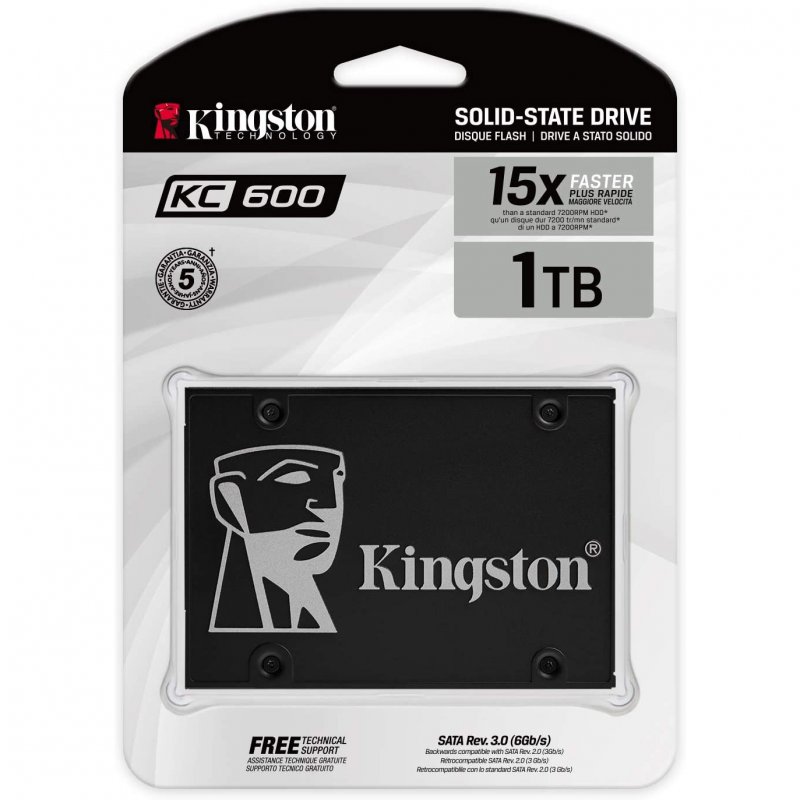 Kingston
TECHNOLOGY
SOLID-STATE DRIVE
DISQUE FLASH | DRIVE A STATO SOLIDO
KC 600
15x FASTER
PLUS RAPIDE
MAGGIORE VELOCITÀ
than a standard 7200RPM HDD*
qu'un disque dur 7200 tr/mn standard*
di un HDD a 7200RPM*
5†
1TB
Kingston®
FREE TECHNICAL SUPPORT
ASSISTANCE TECHNIQUE GRATUITE
SUPPORTO TECNICO GRATUITO
SATA Rev. 3.0 (6Gb/s)
Backwards compatible with SATA Rev. 2.0 (3Gb/s)
Rétrocompatible avec SATA Rev. 2.0 (3 Gb/s)
Retrocompatibile con lo standard SATA Rev. 2.0 (3 Gb/s)